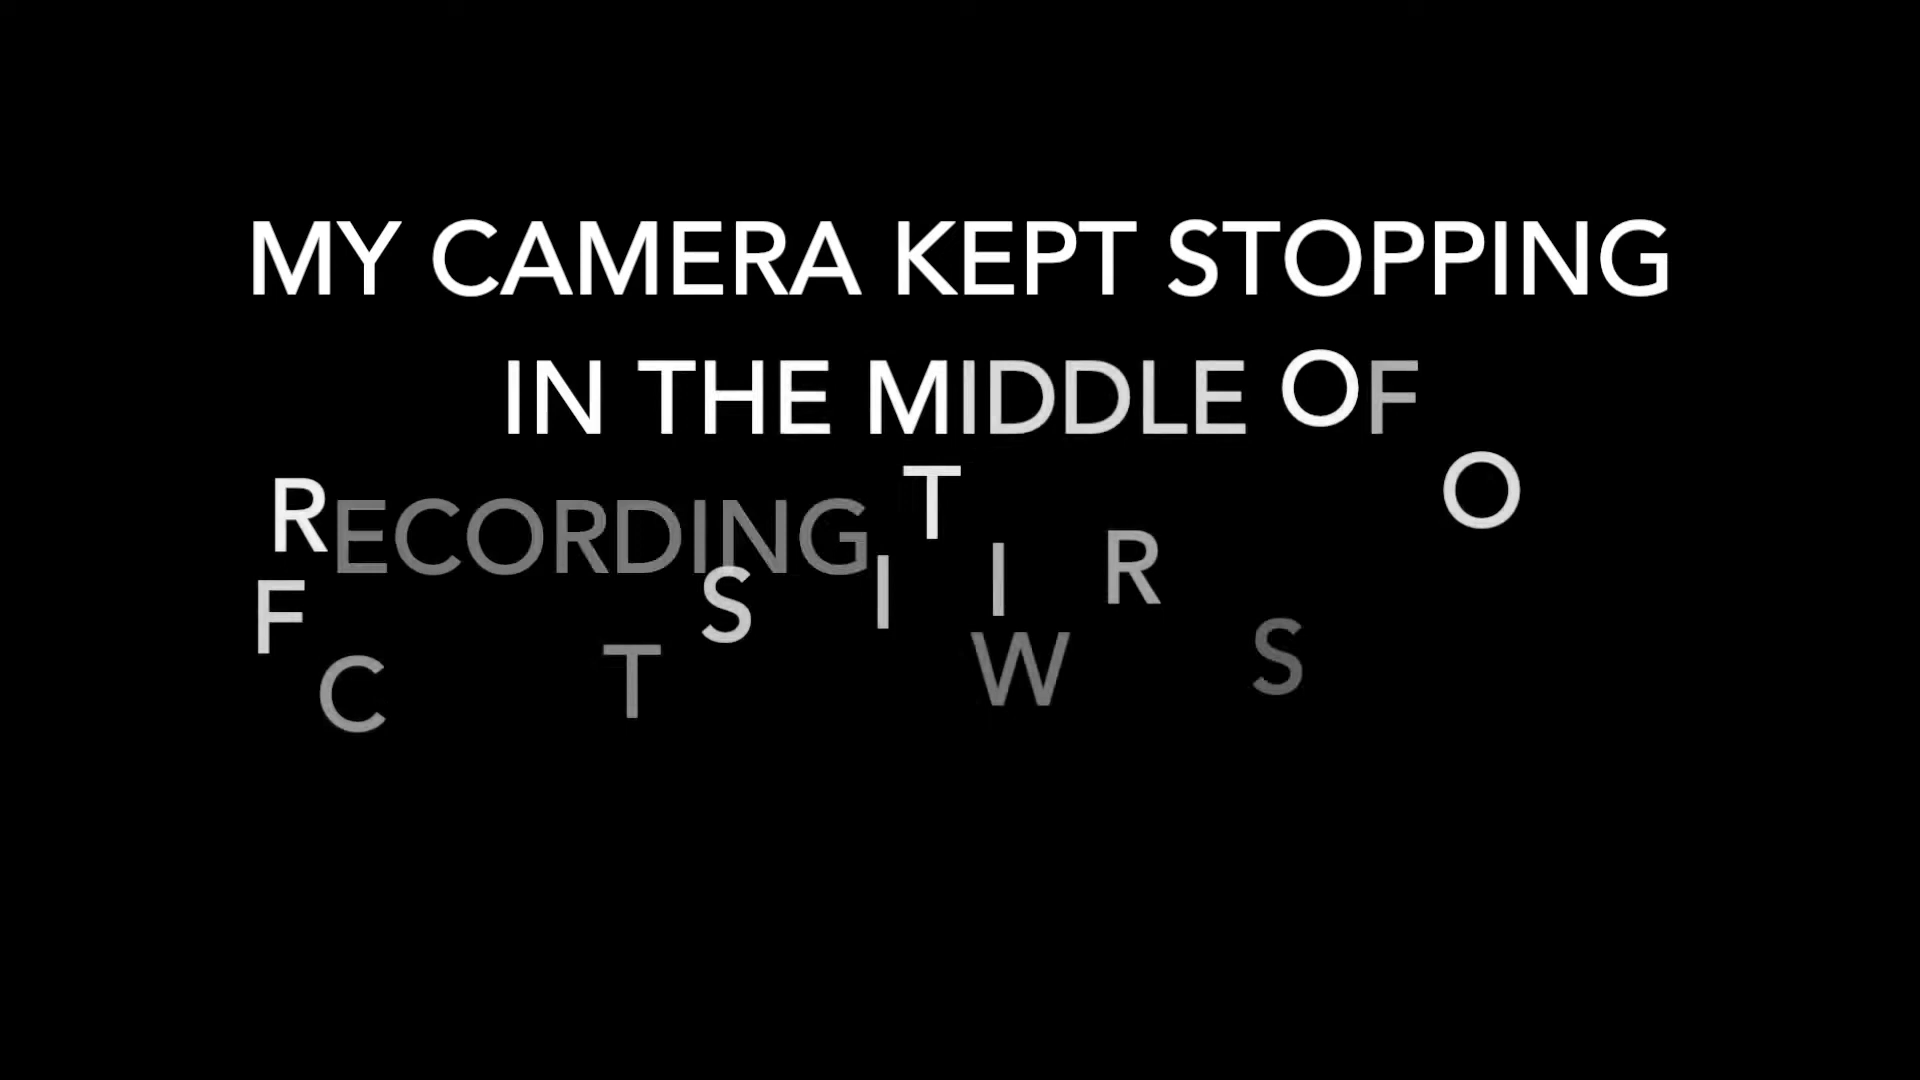 MY CAMERA KEPT STOPPING
IN THE MIDDLE OF
RECORDING